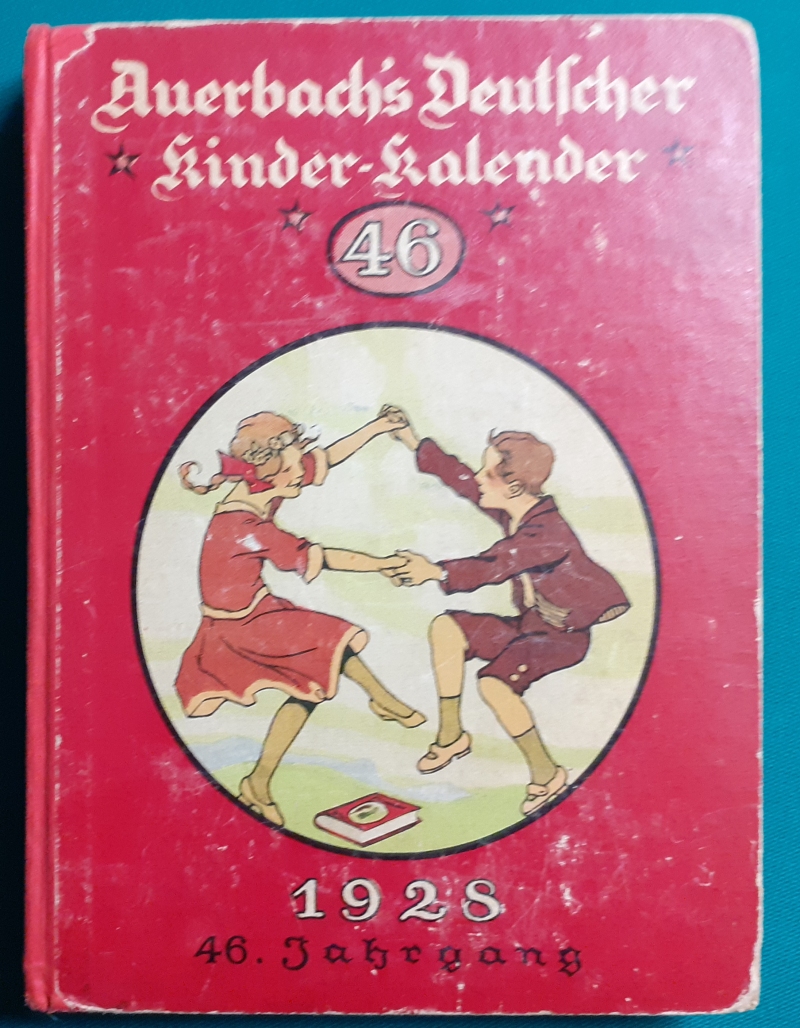 Auerbach's Deutſcher
Kinder-Kalender
46
1928
46. Jahrgang